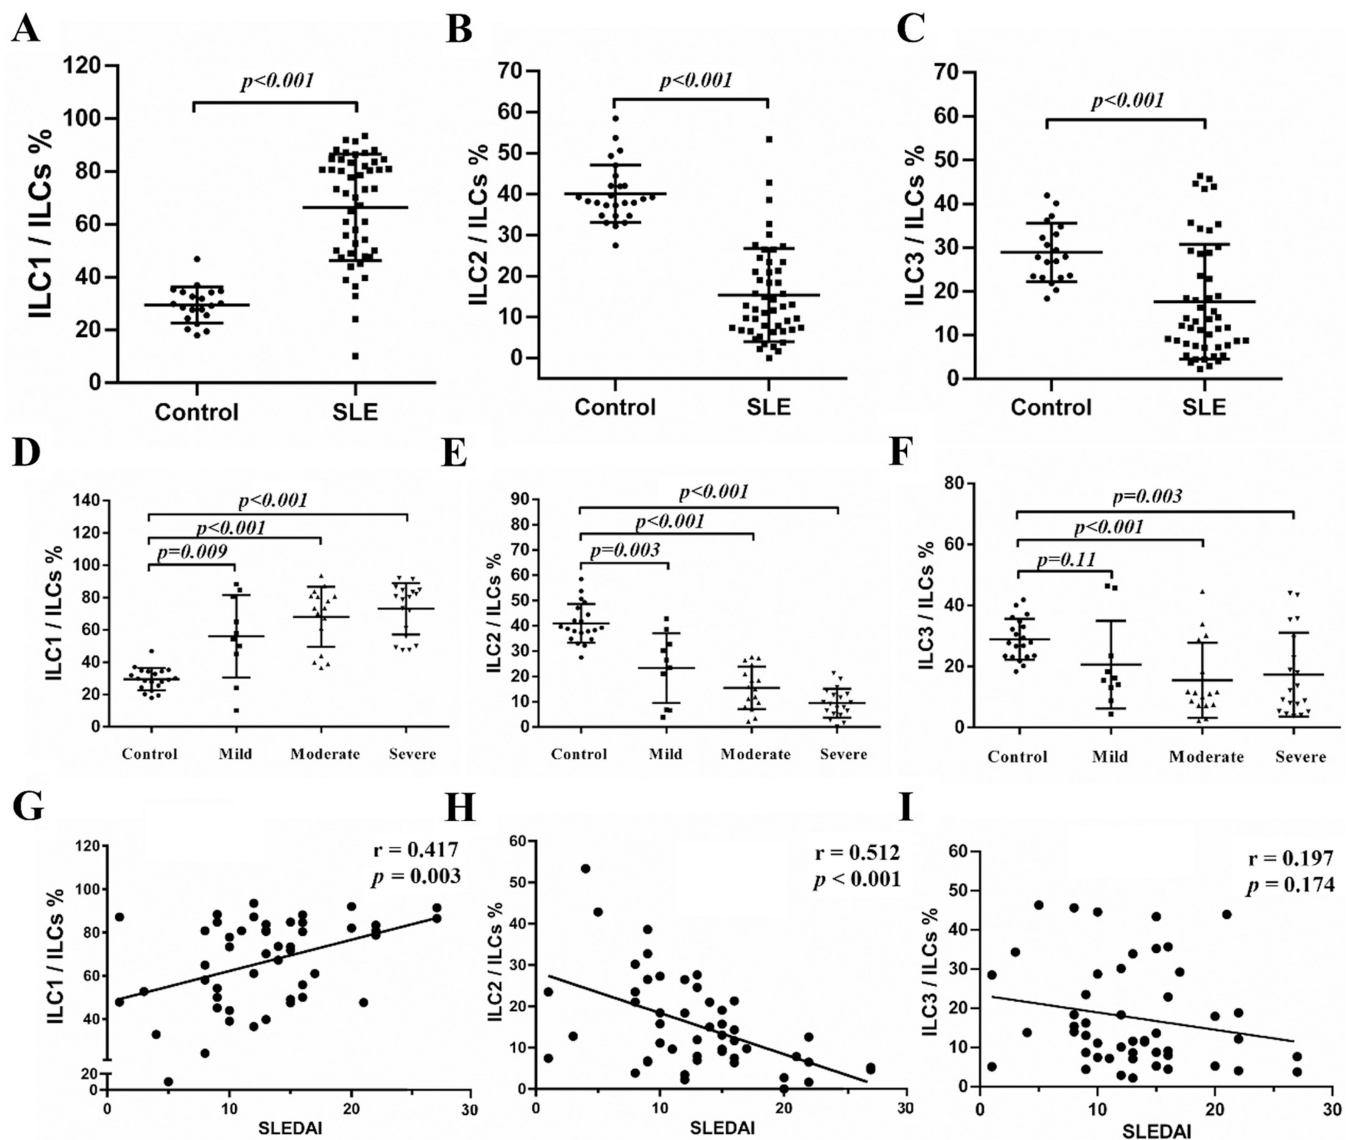 A
ILC1 / ILCs %
120
100
80
60
40
20
0
p<0.001
Control SLE
B
ILC2 / ILCs %
70
60
50
40
30
20
10
0
p<0.001
Control SLE
C
ILC3 / ILCs %
70
60
50
40
30
20
10
0
p<0.001
Control SLE
D
ILC1 / ILCs %
140
120
100
80
60
40
20
0
p<0.001
p<0.001
p=0.009
Control Mild Moderate Severe
E
ILC2 / ILCs %
90
80
70
60
50
40
30
20
10
0
p<0.001
p<0.001
p=0.003
Control Mild Moderate Severe
F
ILC3 / ILCs %
80
60
40
20
0
p=0.003
p<0.001
p=0.11
Control Mild Moderate Severe
G
ILC1 / ILCs %
120
100
80
60
40
20
0
r = 0.417
p = 0.003
0 10 20 30
SLEDAI
H
ILC2 / ILCs %
60
50
40
30
20
10
0
r = 0.512
p < 0.001
0 10 20 30
SLEDAI
I
ILC3 / ILCs %
60
50
40
30
20
10
0
r = 0.197
p = 0.174
0 10 20 30
SLEDAI